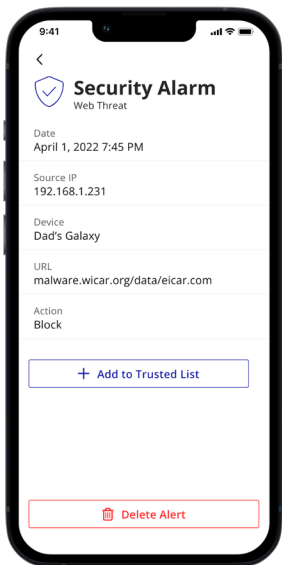 9:41
Security Alarm
Web Threat
Date
April 1, 2022 7:45 PM
Source IP
192.168.1.231
Device
Dad's Galaxy
URL
malware.wicar.org/data/eicar.com
Action
Block
+ Add to Trusted List
Delete Alert